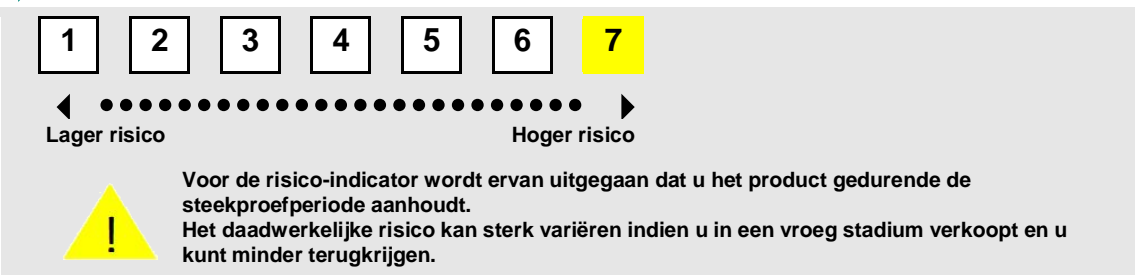 1 2 3 4 5 6 7
Lager risico Hoger risico
!
Voor de risico-indicator wordt ervan uitgegaan dat u het product gedurende de
steekproefperiode aanhoudt.
Het daadwerkelijke risico kan sterk variëren indien u in een vroeg stadium verkoopt en u
kunt minder terugkrijgen.